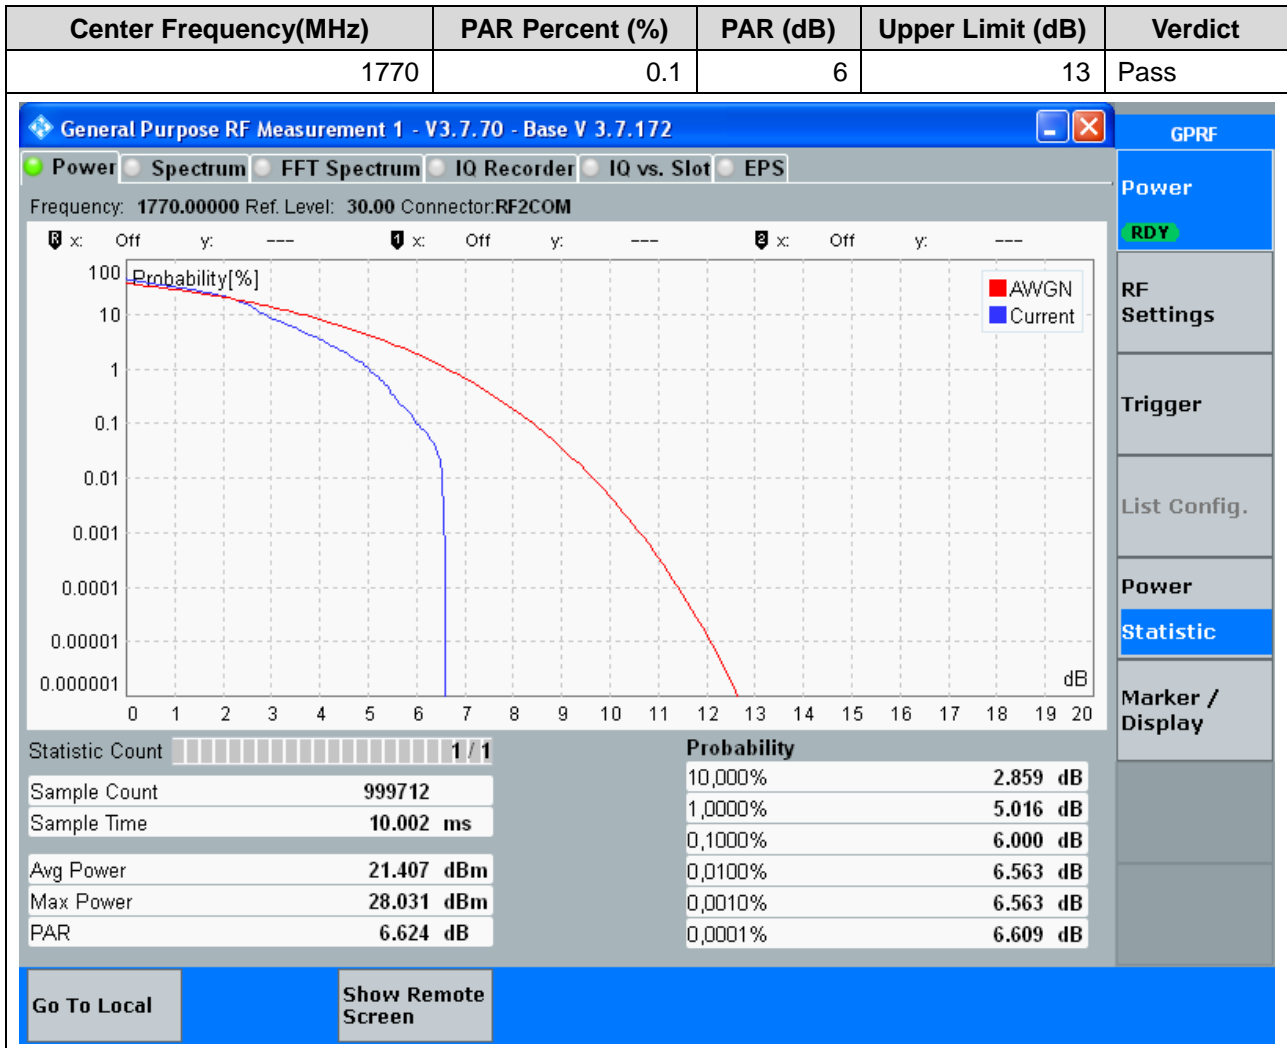 Center Frequency(MHz) PAR Percent (%) PAR (dB) Upper Limit (dB) Verdict
1770 0.1 6 13 Pass
General Purpose RF Measurement 1 - V3.7.70 - Base V 3.7.172
GPRF
Power Spectrum FFT Spectrum IQ Recorder IQ vs. Slot EPS
Power
RDY
Frequency: 1770.00000 Ref. Level: 30.00 Connector:RF2COM
R x: Off y: --- 1 x: Off y: --- 2 x: Off y: ---
Probability[%]
100
10
1
0.1
0.01
0.001
0.0001
0.00001
0.000001
AWGN
Current
dB
0 1 2 3 4 5 6 7 8 9 10 11 12 13 14 15 16 17 18 19 20
RF
Settings
Trigger
List Config.
Power
Statistic
Marker /
Display
Statistic Count 1 / 1
Sample Count 999712
Sample Time 10.002 ms
Avg Power 21.407 dBm
Max Power 28.031 dBm
PAR 6.624 dB
Probability
10,000% 2.859 dB
1,0000% 5.016 dB
0,1000% 6.000 dB
0,0100% 6.563 dB
0,0010% 6.563 dB
0,0001% 6.609 dB
Go To Local
Show Remote
Screen